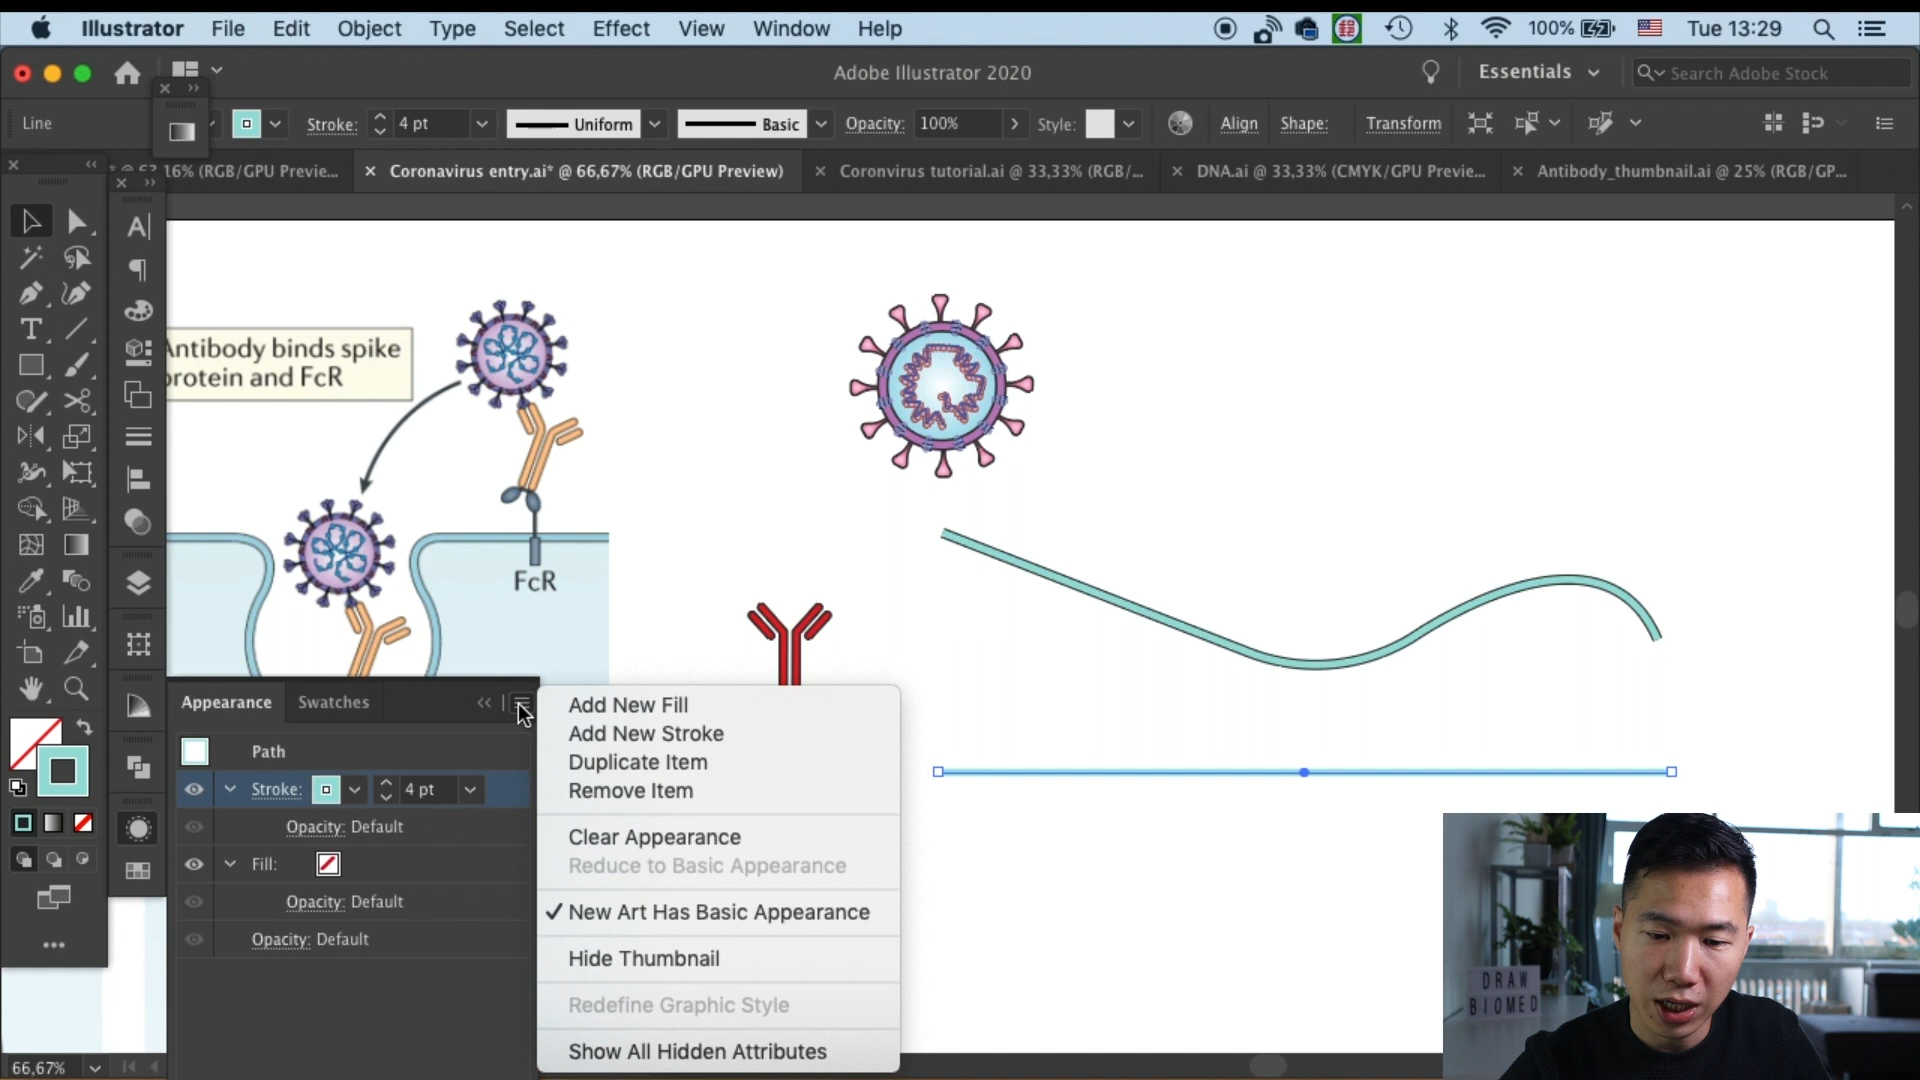 Illustrator File Edit Object Type Select Effect View Window Help 100% Tue 13:29
Adobe Illustrator 2020 Essentials Search Adobe Stock
Line Stroke: 4 pt Uniform Basic Opacity: 100% Style: Align Shape: Transform
16% (RGB/GPU Previe... × Coronavirus entry.ai* @ 66,67% (RGB/GPU Preview) × Coronvirus tutorial.ai @ 33,33% (RGB/... × DNA.ai @ 33,33% (CMYK/GPU Previe... × Antibody_thumbnail.ai @ 25% (RGB/GP...
Antibody binds spike
protein and FcR
FcR
Appearance Swatches
Path
Stroke: 4 pt
Opacity: Default
Fill:
Opacity: Default
Opacity: Default
Add New Fill
Add New Stroke
Duplicate Item
Remove Item
Clear Appearance
Reduce to Basic Appearance
✓ New Art Has Basic Appearance
Hide Thumbnail
Redefine Graphic Style
Show All Hidden Attributes
DRAW
BIOMED
66,67%